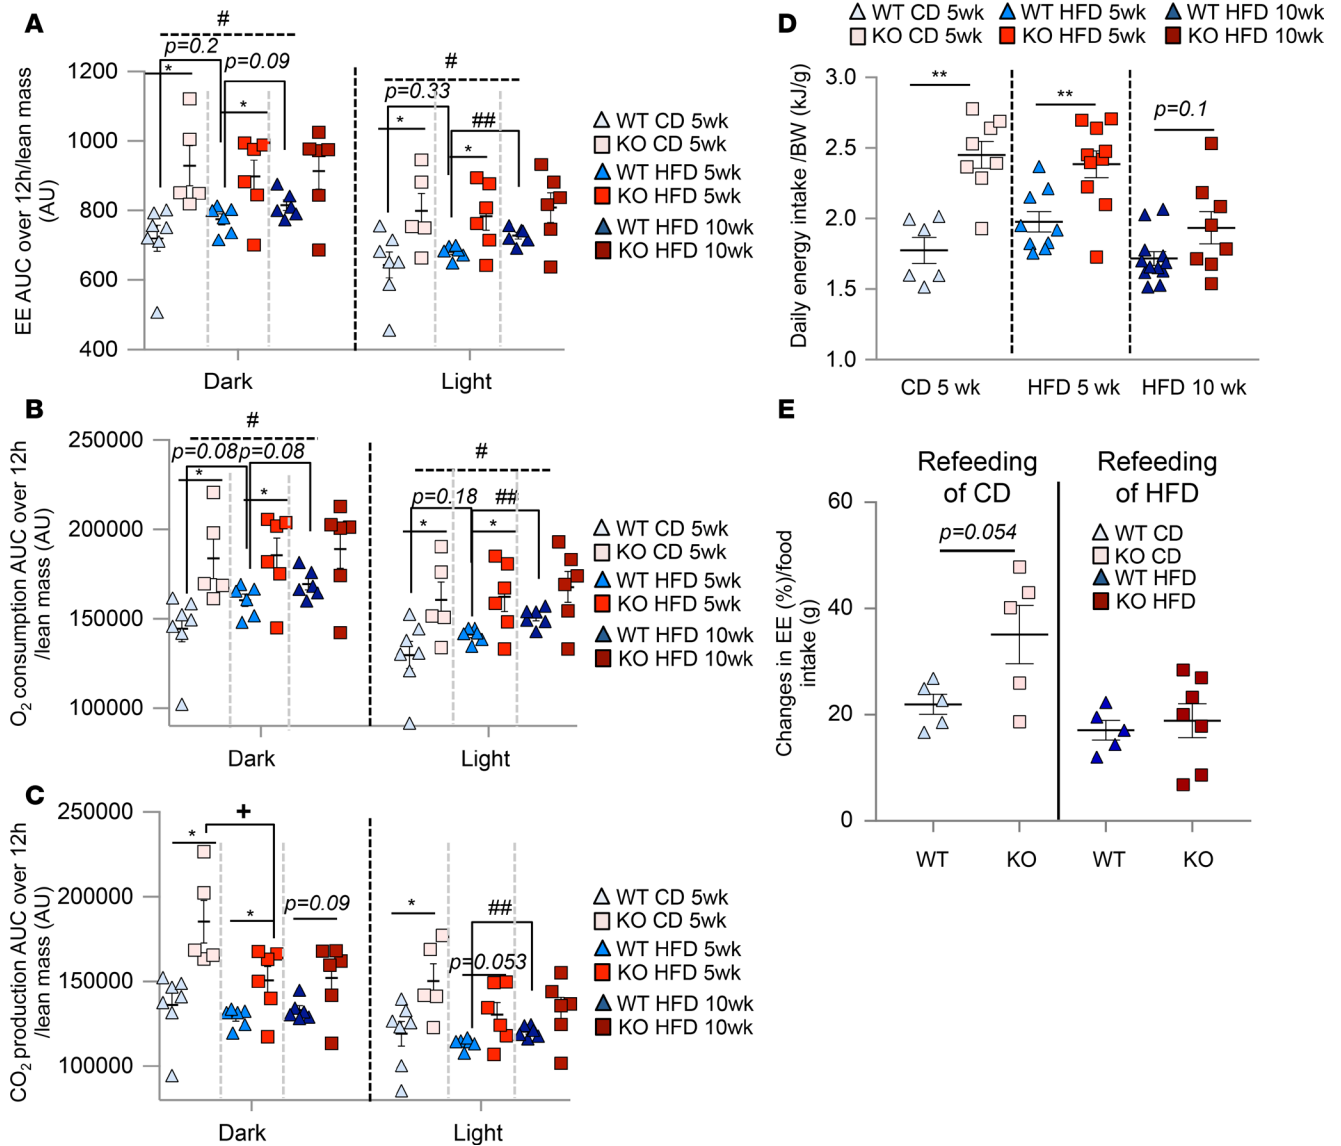 A
#
p=0.2
p=0.09
*
*
#
p=0.33
*
##
*
1200
1000
800
600
400
EE AUC over 12h/lean mass
(AU)
Dark
Light
WT CD 5wk
KO CD 5wk
WT HFD 5wk
KO HFD 5wk
WT HFD 10wk
KO HFD 10wk
B
#
p=0.08
p=0.08
*
*
#
p=0.18
##
*
*
250000
200000
150000
100000
O2 consumption AUC over 12h
/lean mass (AU)
Dark
Light
WT CD 5wk
KO CD 5wk
WT HFD 5wk
KO HFD 5wk
WT HFD 10wk
KO HFD 10wk
C
+
*
*
p=0.09
*
##
p=0.053
250000
200000
150000
100000
CO2 production AUC over 12h
/lean mass (AU)
Dark
Light
WT CD 5wk
KO CD 5wk
WT HFD 5wk
KO HFD 5wk
WT HFD 10wk
KO HFD 10wk
D
WT CD 5wk
WT HFD 5wk
WT HFD 10wk
KO CD 5wk
KO HFD 5wk
KO HFD 10wk
**
**
p=0.1
3.0
2.5
2.0
1.5
1.0
Daily energy intake /BW (kJ/g)
CD 5 wk
HFD 5 wk
HFD 10 wk
E
Refeeding
of CD
Refeeding
of HFD
p=0.054
WT CD
KO CD
WT HFD
KO HFD
60
40
20
0
Changes in EE (%)/food
intake (g)
WT
KO
WT
KO